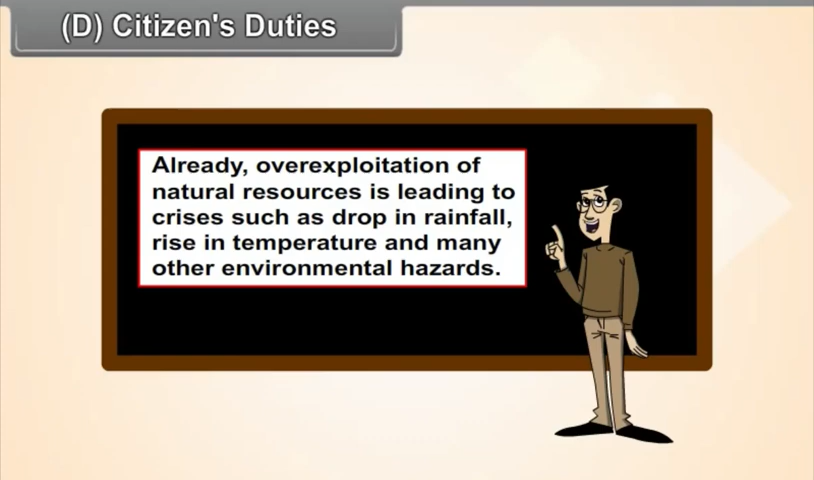 (D) Citizen's Duties
Already, overexploitation of
natural resources is leading to
crises such as drop in rainfall,
rise in temperature and many
other environmental hazards.